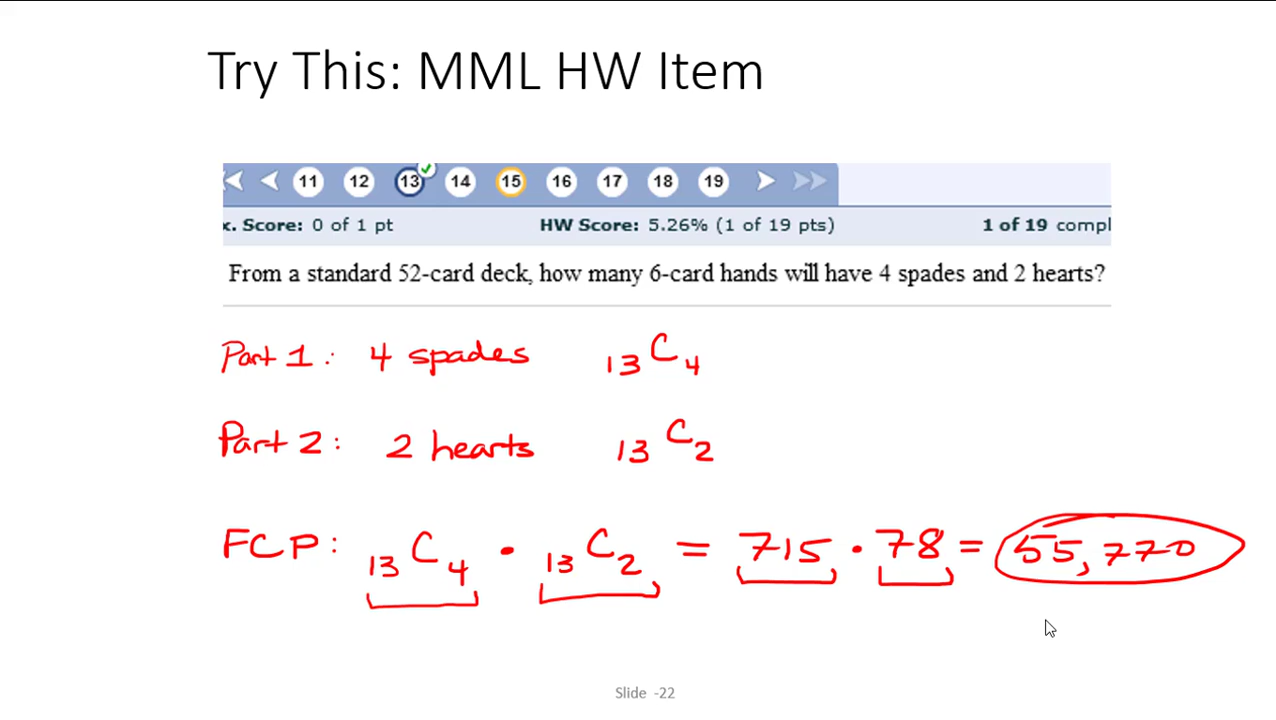 Try This: MML HW Item
11 12 13 14 15 16 17 18 19
x. Score: 0 of 1 pt HW Score: 5.26% (1 of 19 pts) 1 of 19 compl
From a standard 52-card deck, how many 6-card hands will have 4 spades and 2 hearts?
Part 1: 4 spades ₁₃C₄
Part 2: 2 hearts ₁₃C₂
FCP: ₁₃C₄ · ₁₃C₂ = 715 · 78 = 55,770
Slide -22